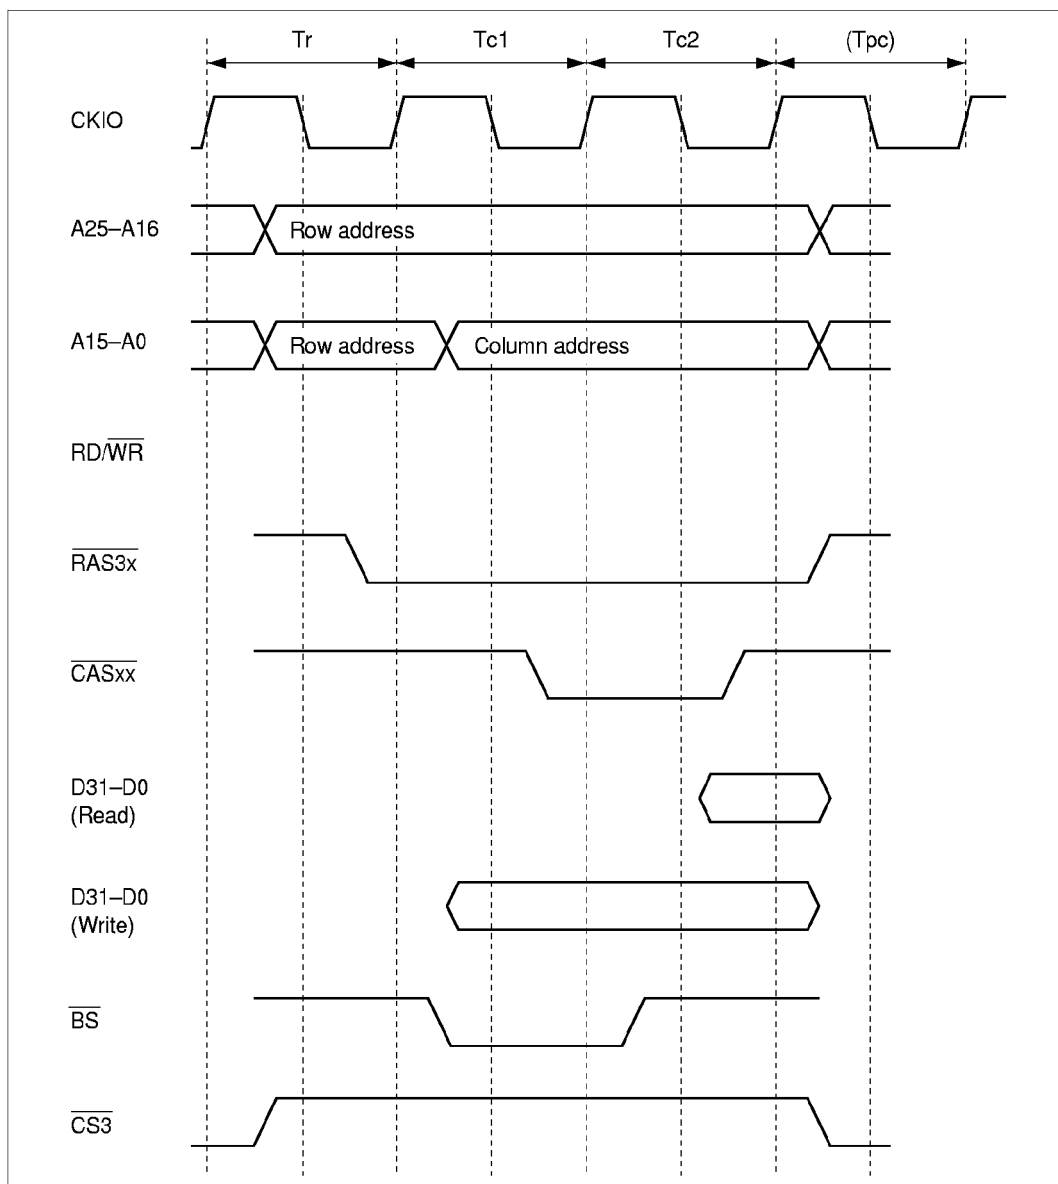 Tr Tc1 Tc2 (Tpc)
CKIO
A25–A16 Row address
A15–A0 Row address Column address
RD/WR
RAS3x
CASxx
D31–D0
(Read)
D31–D0
(Write)
BS
CS3